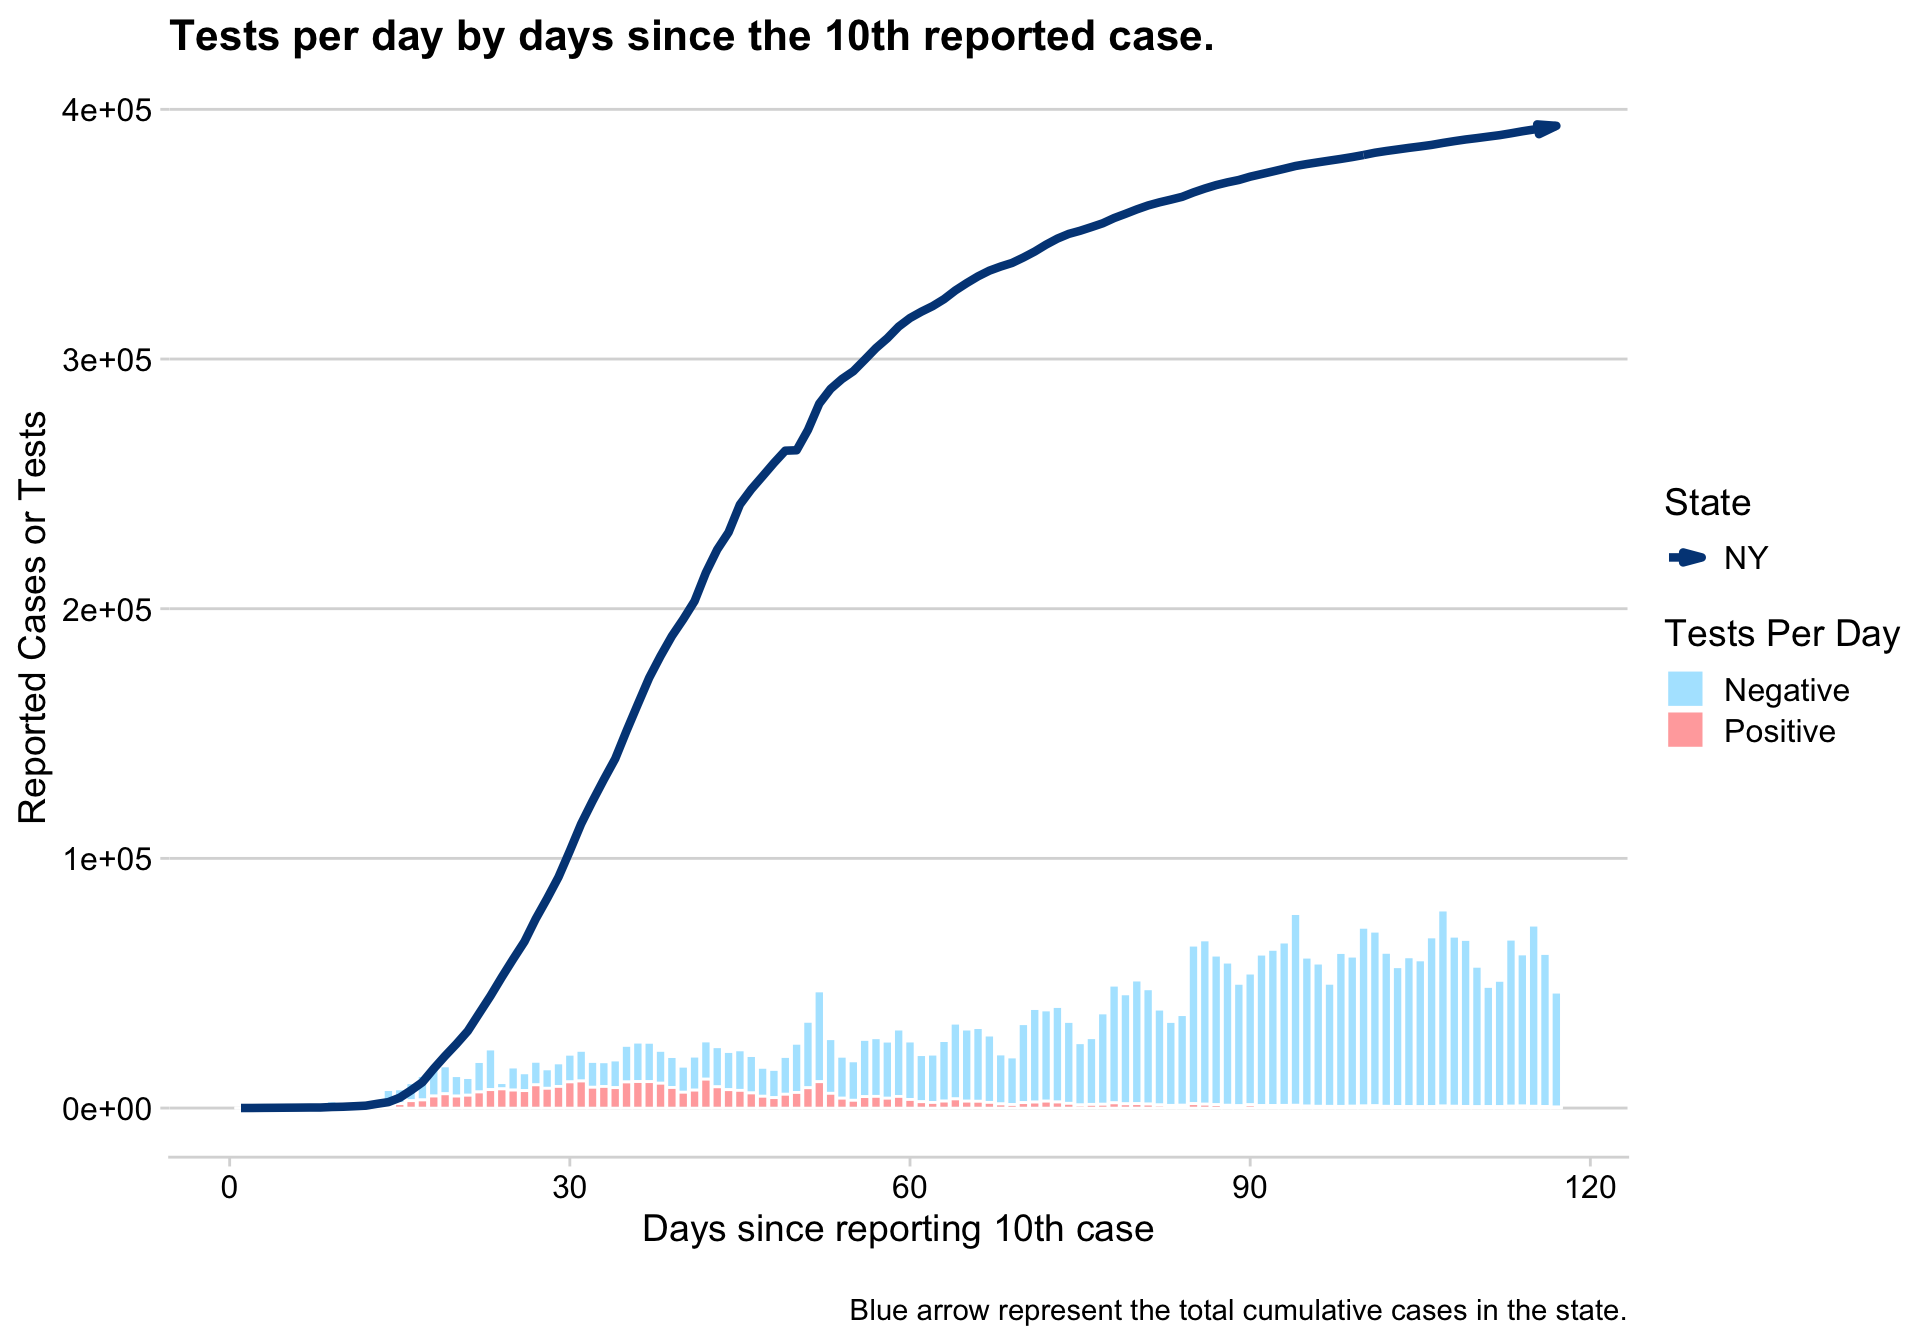 Tests per day by days since the 10th reported case.
4e+05
3e+05
2e+05
1e+05
0e+00
Reported Cases or Tests
0
30
60
90
120
Days since reporting 10th case
State
NY
Tests Per Day
Negative
Positive
Blue arrow represent the total cumulative cases in the state.